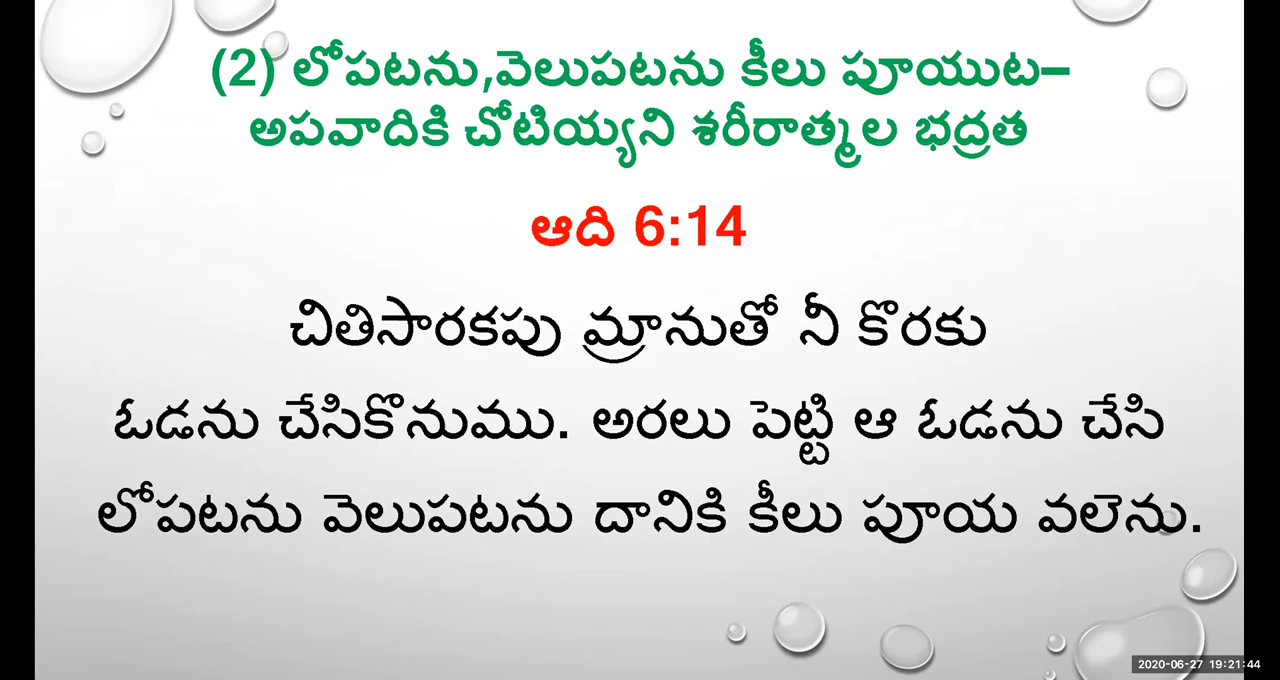 (2) లోపటను,వెలుపటను కీలు పూయుట–
అపవాదికి చోటియ్యని శరీరాత్మల భద్రత
ఆది 6:14
చితిసారకపు మ్రానుతో నీ కొరకు
ఓడను చేసికొనుము. అరలు పెట్టి ఆ ఓడను చేసి
లోపటను వెలుపటను దానికి కీలు పూయ వలెను.
2020-06-27 19:21:44